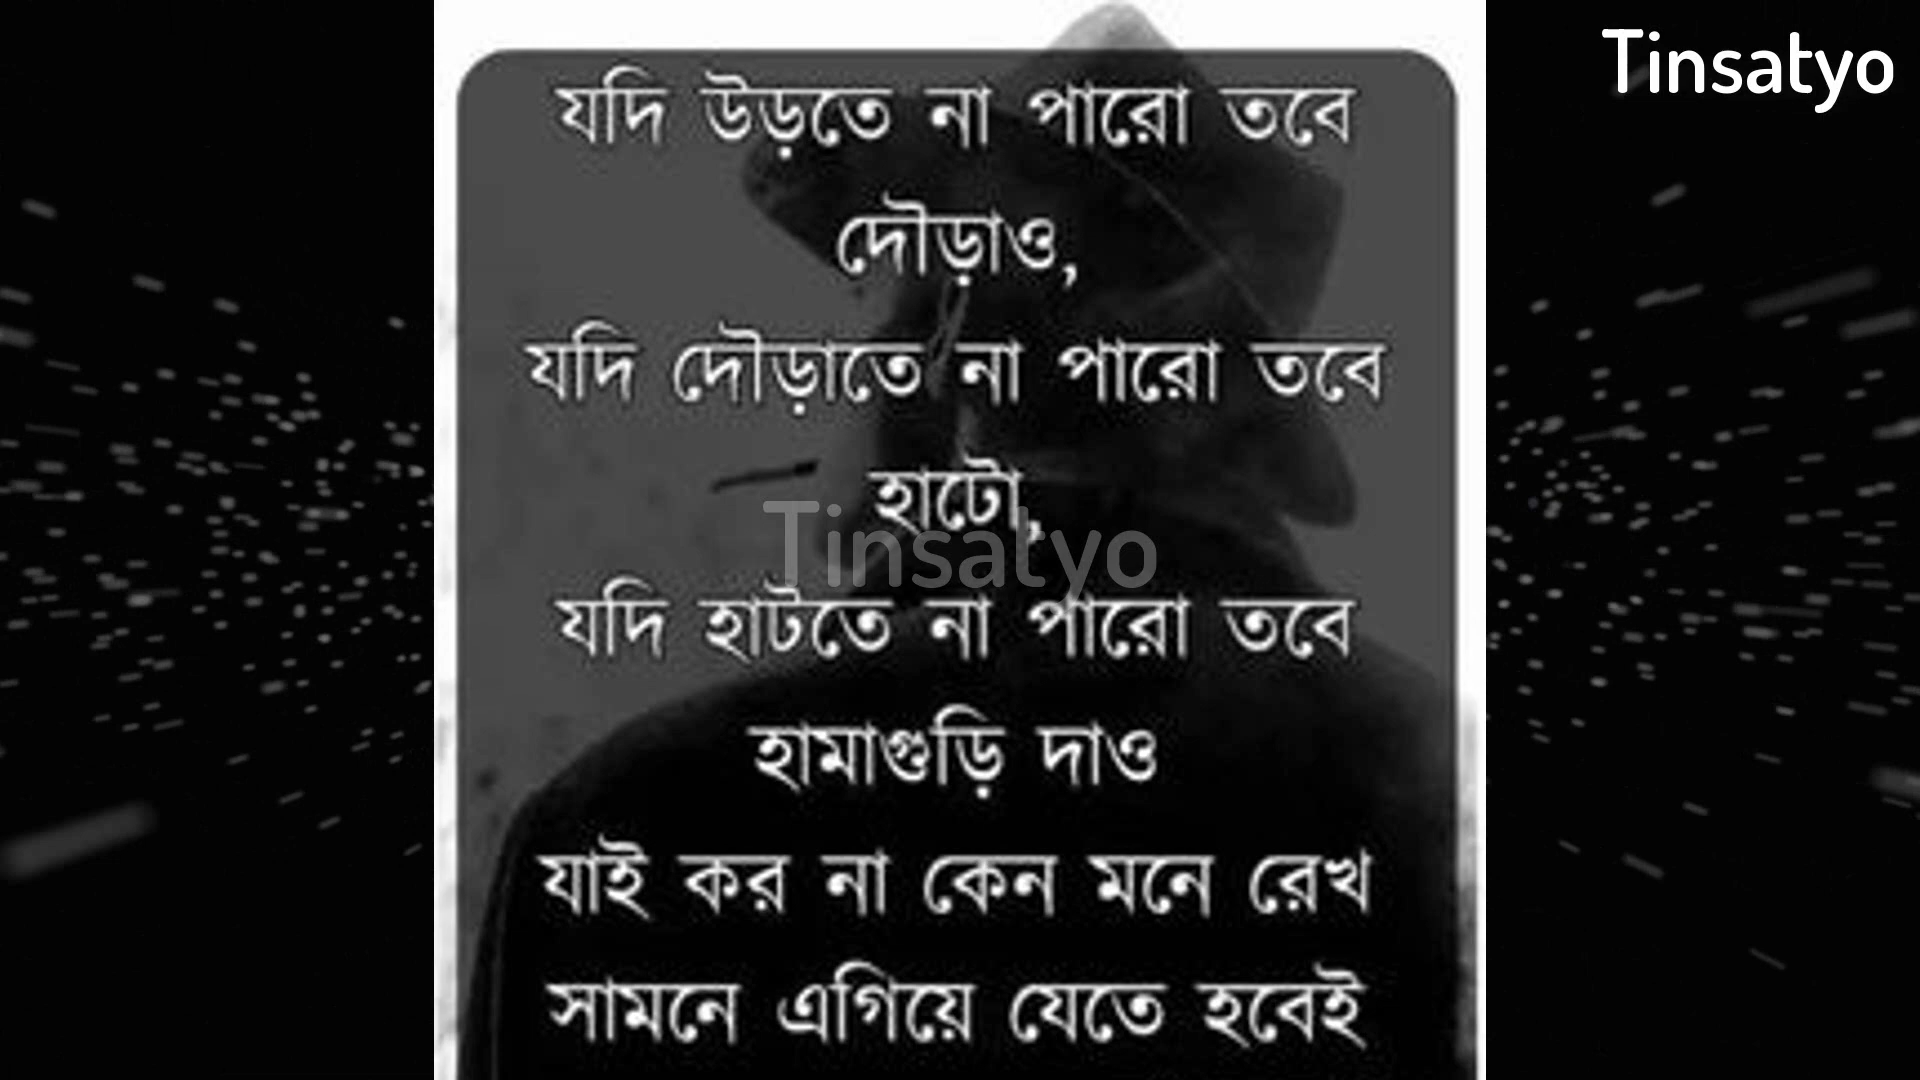 Tinsatyo
যদি উড়তে না পারো তবে
দৌড়াও,
যদি দৌড়াতে না পারো তবে
হাটো,
Tinsatyo
যদি হাটতে না পারো তবে
হামাগুড়ি দাও
যাই কর না কেন মনে রেখ
সামনে এগিয়ে যেতে হবেই